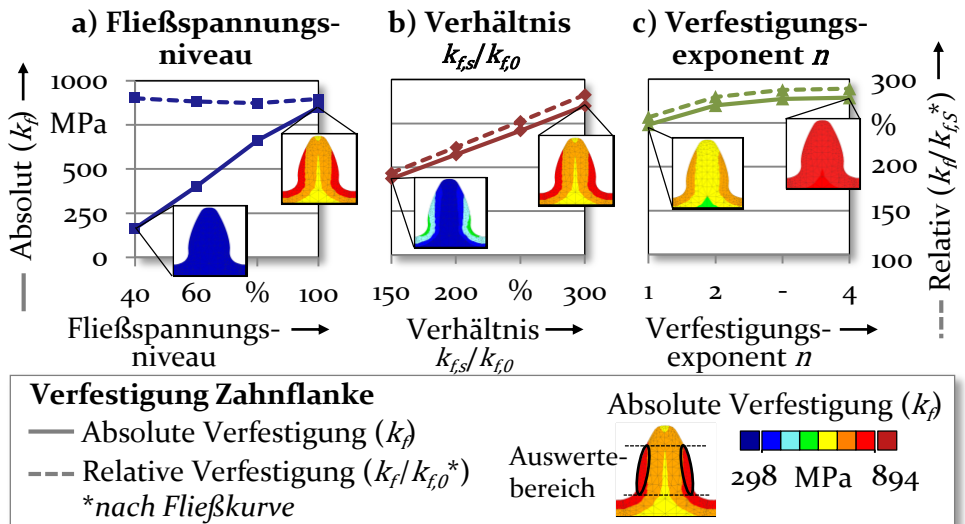 a) Fließspannungs-
niveau
b) Verhältnis
kf,s/kf,0
c) Verfestigungs-
exponent n
Absolut (kf)
1000
MPa
500
250
0
40
60
%
100
Fließspannungs-
niveau
150
200
%
300
Verhältnis
kf,s/kf,0
1
2
-
4
Verfestigungs-
exponent n
300
%
200
150
100
Relativ (kf/kf,S*)
Verfestigung Zahnflanke
Absolute Verfestigung (kf)
Relative Verfestigung (kf/kf,0*)
*nach Fließkurve
Auswerte-
bereich
Absolute Verfestigung (kf)
298 MPa 894